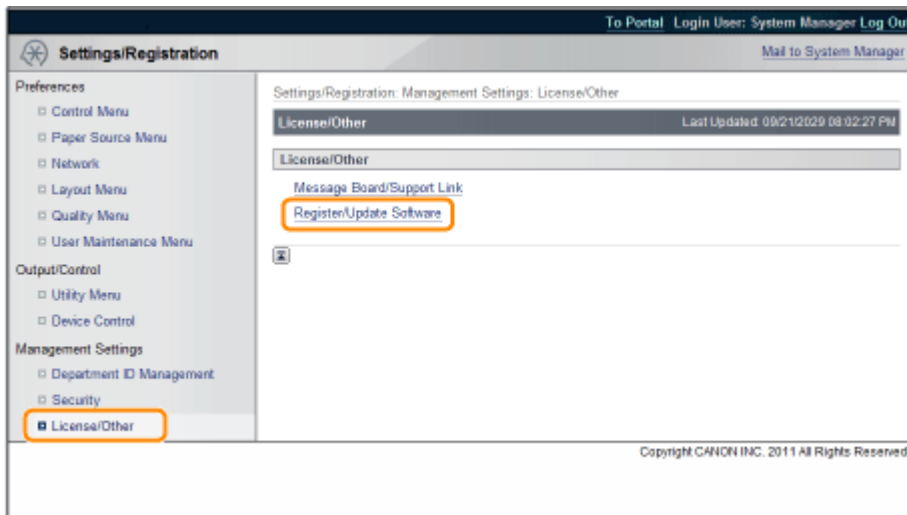 To Portal Login User: System Manager Log Ou
Settings/Registration
Mail to System Manager
Preferences
Control Menu
Paper Source Menu
Network
Layout Menu
Quality Menu
User Maintenance Menu
Output/Control
Utility Menu
Device Control
Management Settings
Department ID Management
Security
License/Other
Settings/Registration: Management Settings: License/Other
License/Other
Last Updated: 09/21/2029 08:02:27 PM
License/Other
Message Board/Support Link
Register/Update Software
Copyright CANON INC. 2011 All Rights Reserved